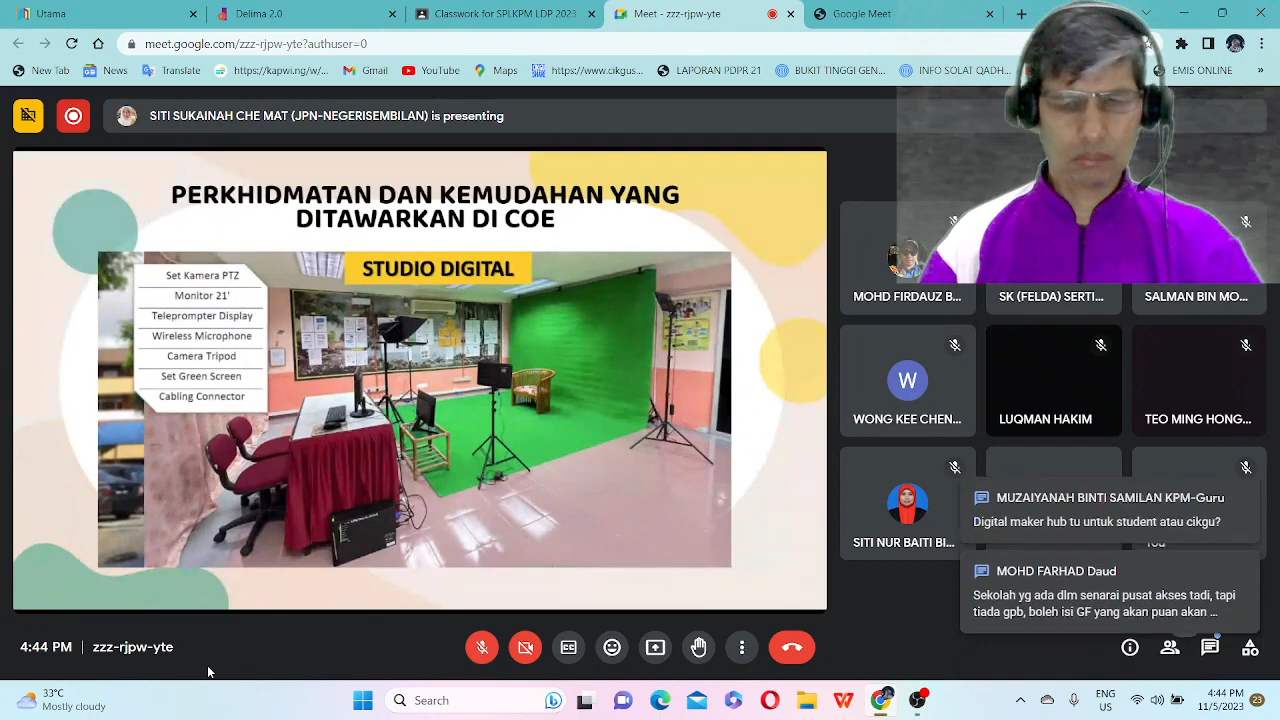 Utama
Delima 2.0
Classwork for SPLKPM LDP 2023
Meet - zzz-rjpw-yte
Google Meet
meet.google.com/zzz-rjpw-yte?authuser=0
New Tab
News
Translate
https://kapwing/w/...
Gmail
YouTube
Maps
https://www.cikgus...
LAPORAN PDPR 21
BUKIT TINGGI GEN...
INFO SOLAT QADH...
EMIS ONLINE
SITI SUKAINAH CHE MAT (JPN-NEGERISEMBILAN) is presenting
PERKHIDMATAN DAN KEMUDAHAN YANG
DITAWARKAN DI COE
STUDIO DIGITAL
Set Kamera PTZ
Monitor 21'
Teleprompter Display
Wireless Microphone
Camera Tripod
Set Green Screen
Cabling Connector
MOHD FIRDAUZ B...
SK (FELDA) SERTI...
SALMAN BIN MO...
W
WONG KEE CHEN...
LUQMAN HAKIM
TEO MING HONG...
SITI NUR BAITI BI...
You
MUZAIYANAH BINTI SAMILAN KPM-Guru
Digital maker hub tu untuk student atau cikgu?
MOHD FARHAD Daud
Sekolah yg ada dlm senarai pusat akses tadi, tapi
tiada gpb, boleh isi GF yang akan puan akan ...
4:44 PM | zzz-rjpw-yte
33°C
Mostly cloudy
Search
ENG
US
4:44 PM
11/5/2023
23